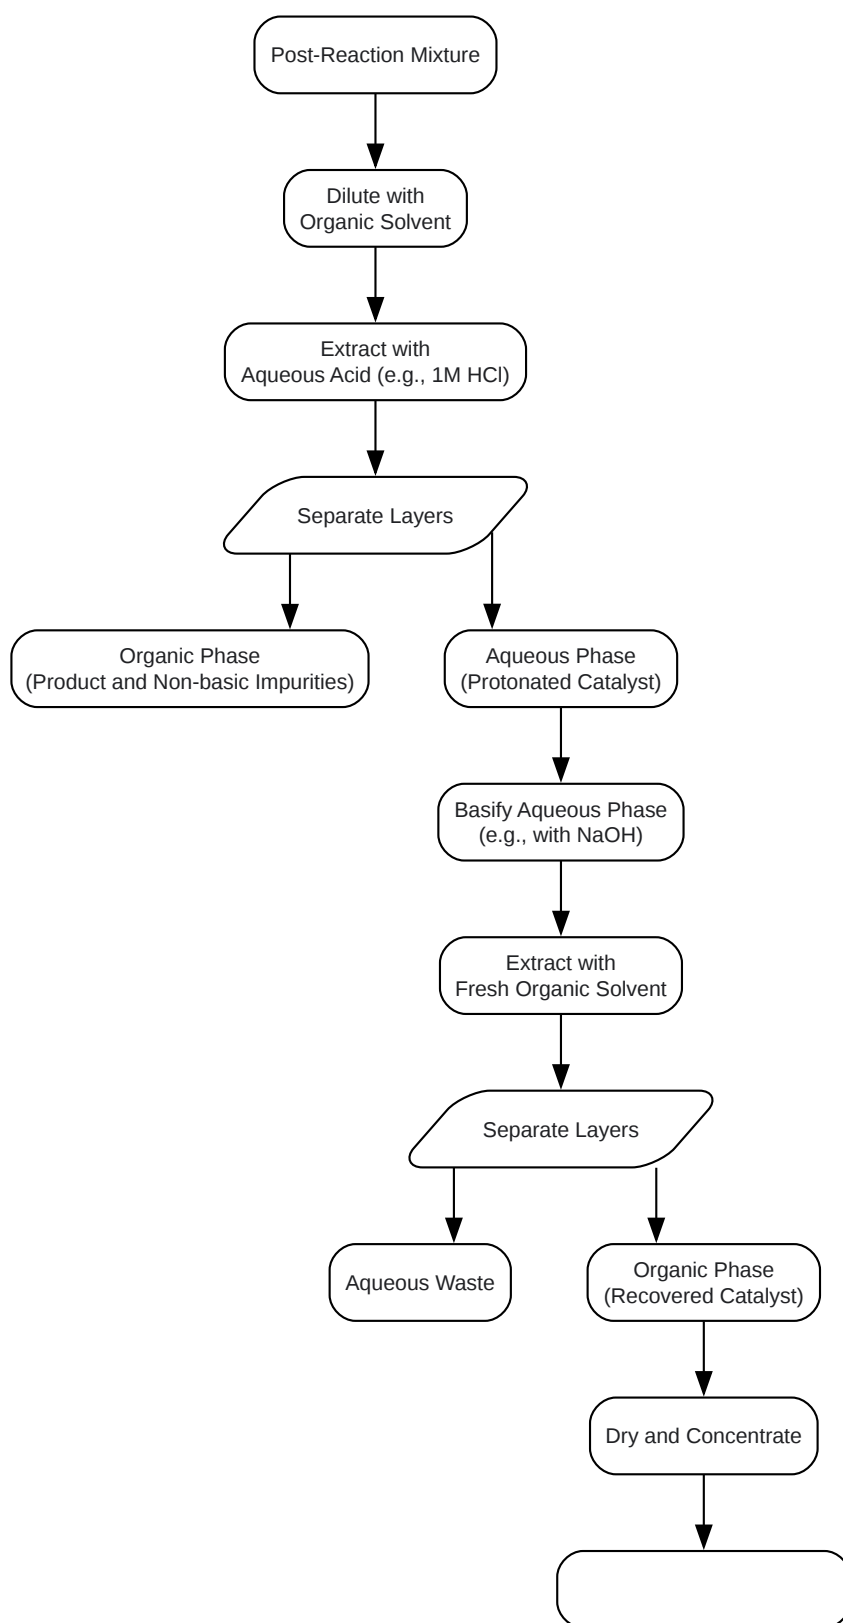 Post-Reaction Mixture
Dilute with
Organic Solvent
Extract with
Aqueous Acid (e.g., 1M HCl)
Separate Layers
Organic Phase
(Product and Non-basic Impurities)
Aqueous Phase
(Protonated Catalyst)
Basify Aqueous Phase
(e.g., with NaOH)
Extract with
Fresh Organic Solvent
Separate Layers
Aqueous Waste
Organic Phase
(Recovered Catalyst)
Dry and Concentrate